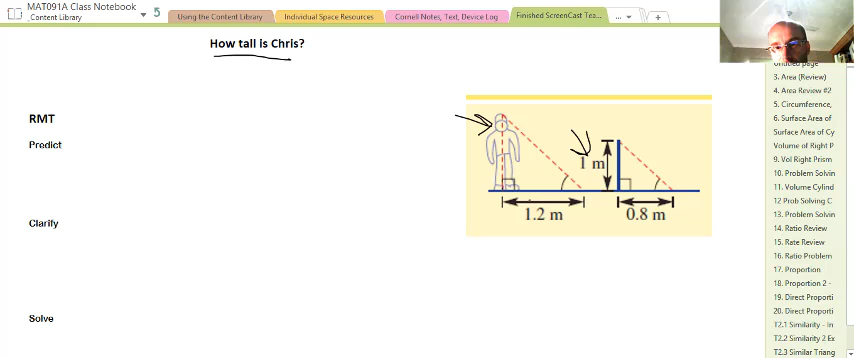 MAT091A Class Notebook
_Content Library
Using the Content Library
Individual Space Resources
Cornell Notes, Text, Device Log
Finished ScreenCast Tea...
...
+
How tall is Chris?
RMT
Predict
Clarify
Solve
1 m
1.2 m
0.8 m
Untitled page
3. Area (Review)
4. Area Review #2
5. Circumference,
6. Surface Area of
Surface Area of Cy
Volume of Right P
9. Vol Right Prism
10. Problem Solvin
11. Volume Cylind
12 Prob Solving C
13. Problem Solvin
14. Ratio Review
15. Rate Review
16. Ratio Problem
17. Proportion
18. Proportion 2 -
19. Direct Proporti
20. Direct Proporti
T2.1 Similarity - In
T2.2 Similarity 2 Ex
T2.3 Similar Triang